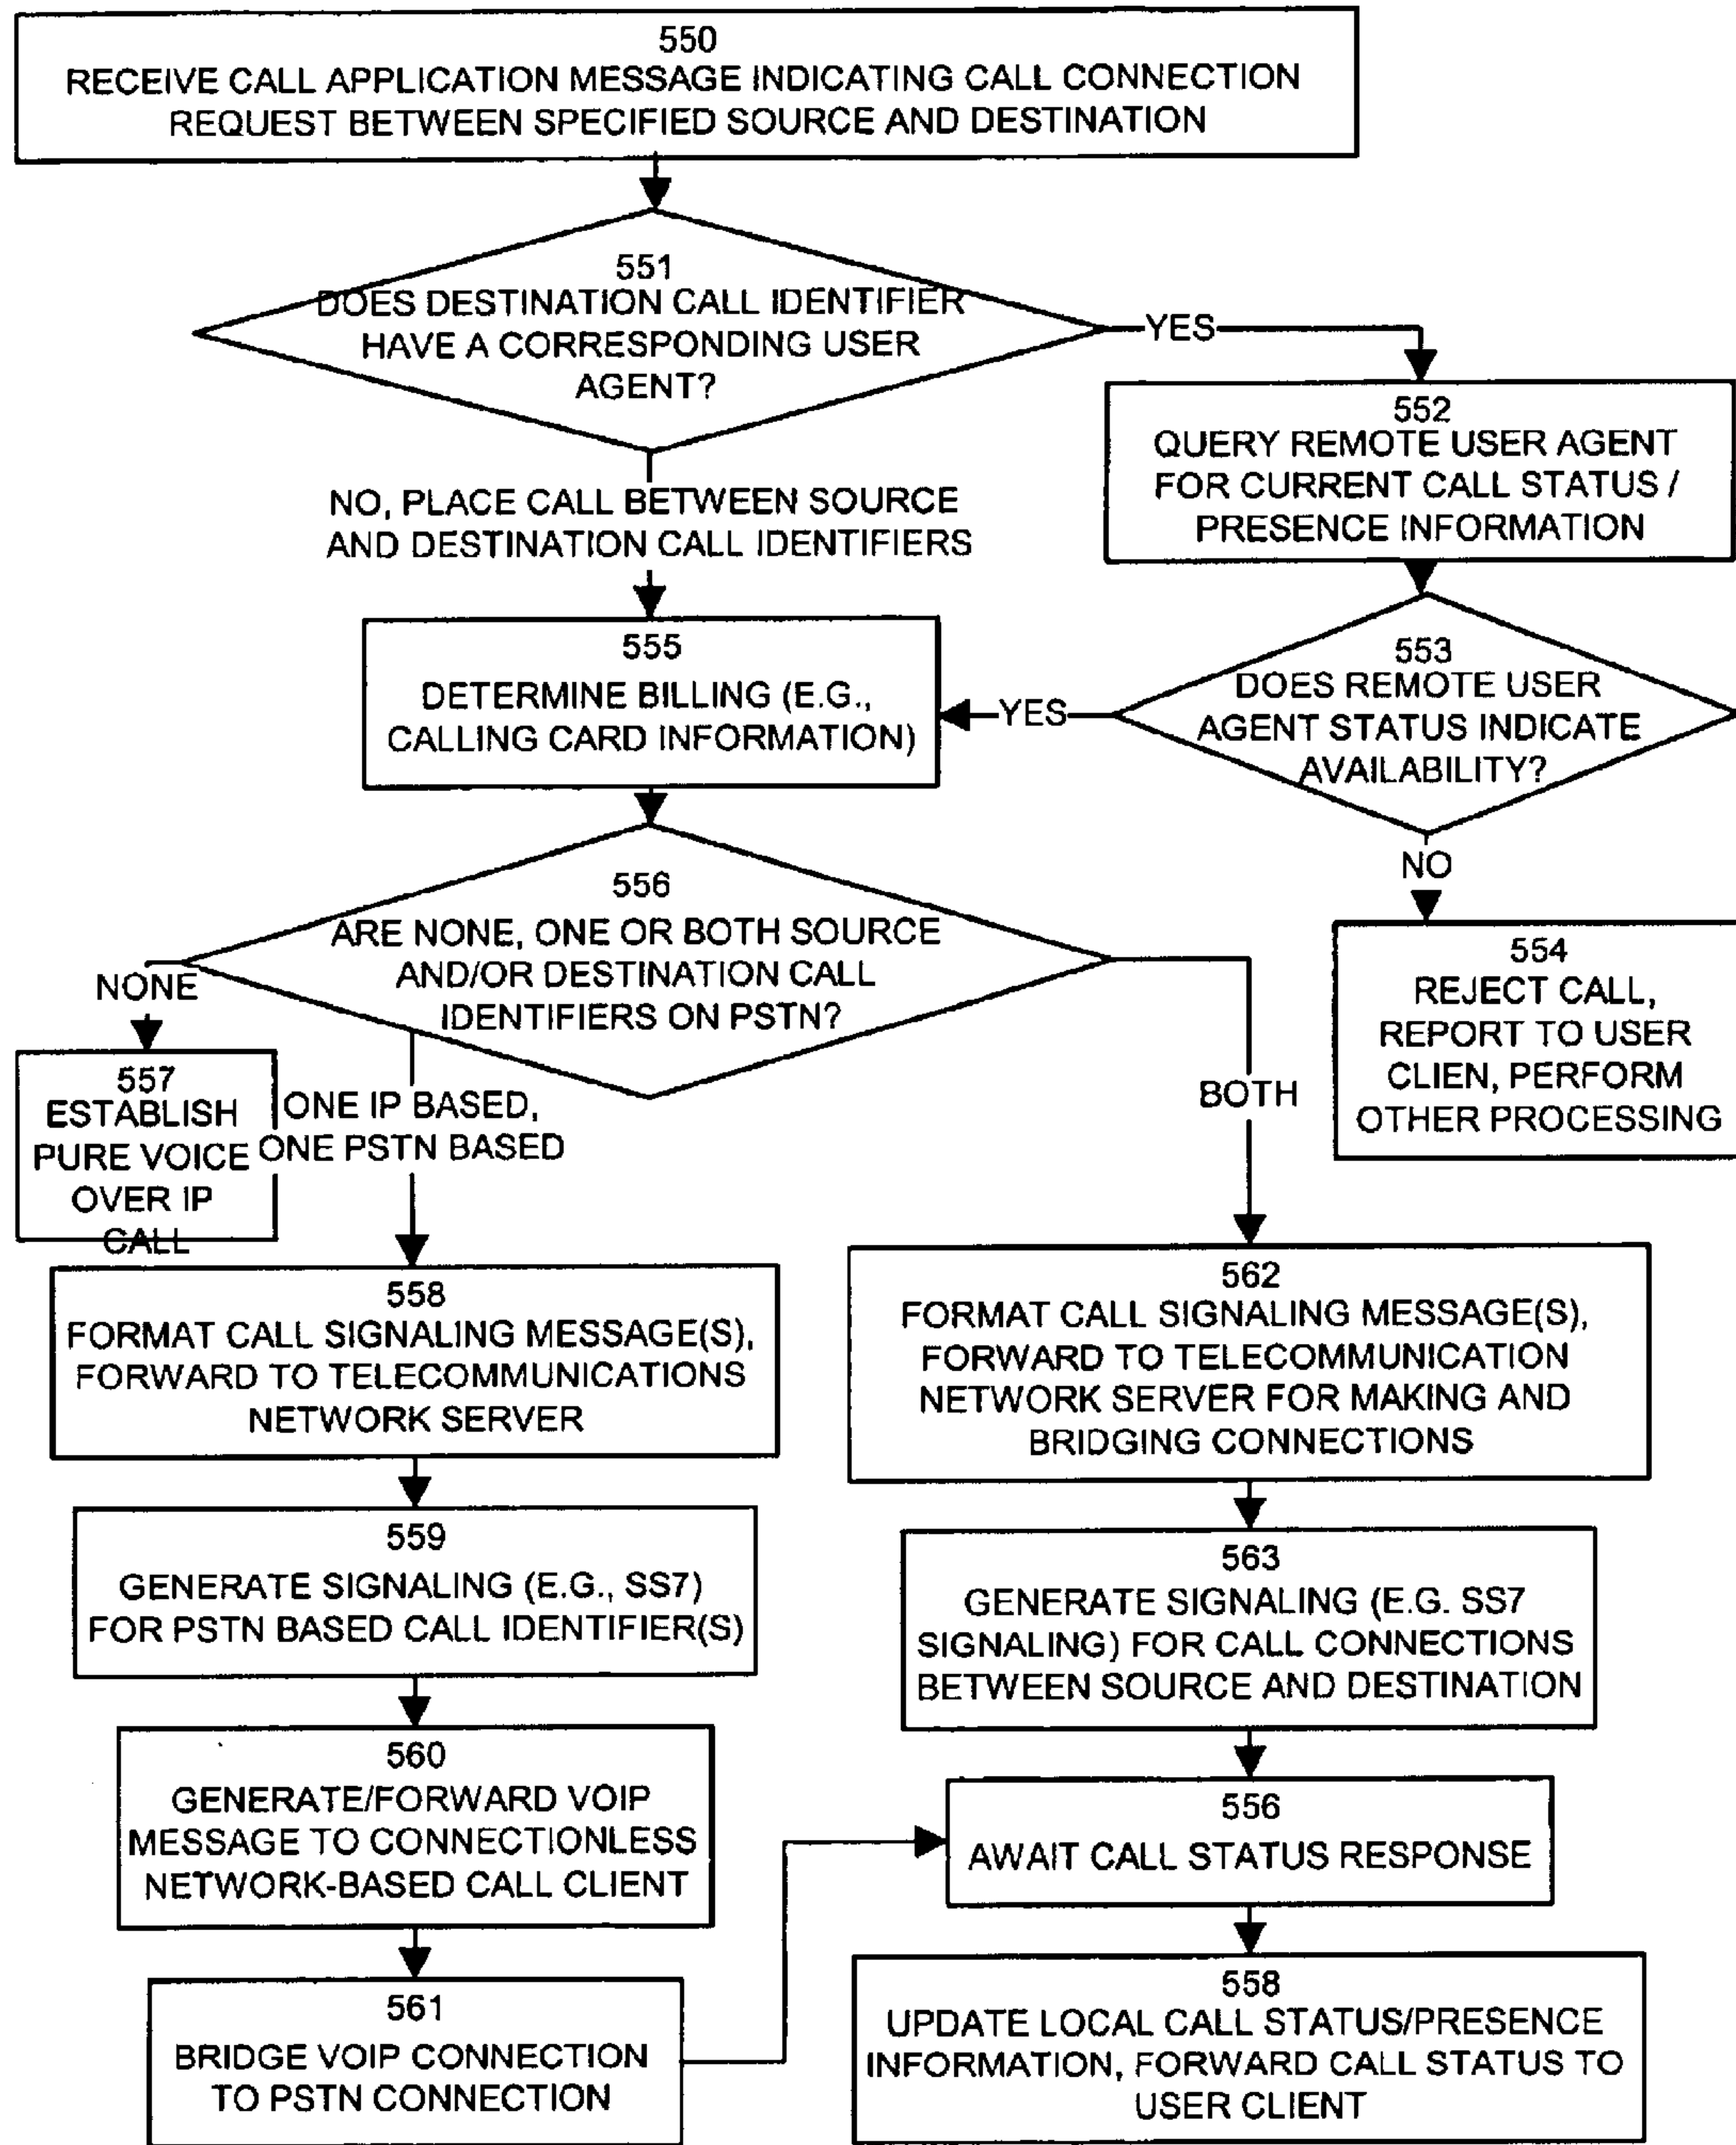 550
RECEIVE CALL APPLICATION MESSAGE INDICATING CALL CONNECTION
REQUEST BETWEEN SPECIFIED SOURCE AND DESTINATION
551
DOES DESTINATION CALL IDENTIFIER
HAVE A CORRESPONDING USER
AGENT?
YES
552
QUERY REMOTE USER AGENT
FOR CURRENT CALL STATUS /
PRESENCE INFORMATION
NO, PLACE CALL BETWEEN SOURCE
AND DESTINATION CALL IDENTIFIERS
553
DOES REMOTE USER
AGENT STATUS INDICATE
AVAILABILITY?
YES
NO
555
DETERMINE BILLING (E.G.,
CALLING CARD INFORMATION)
554
REJECT CALL,
REPORT TO USER
CLIEN, PERFORM
OTHER PROCESSING
556
ARE NONE, ONE OR BOTH SOURCE
AND/OR DESTINATION CALL
IDENTIFIERS ON PSTN?
NONE
557
ESTABLISH
PURE VOICE
OVER IP
CALL
ONE IP BASED,
ONE PSTN BASED
BOTH
558
FORMAT CALL SIGNALING MESSAGE(S),
FORWARD TO TELECOMMUNICATIONS
NETWORK SERVER
559
GENERATE SIGNALING (E.G., SS7)
FOR PSTN BASED CALL IDENTIFIER(S)
560
GENERATE/FORWARD VOIP
MESSAGE TO CONNECTIONLESS
NETWORK-BASED CALL CLIENT
561
BRIDGE VOIP CONNECTION
TO PSTN CONNECTION
562
FORMAT CALL SIGNALING MESSAGE(S),
FORWARD TO TELECOMMUNICATION
NETWORK SERVER FOR MAKING AND
BRIDGING CONNECTIONS
563
GENERATE SIGNALING (E.G. SS7
SIGNALING) FOR CALL CONNECTIONS
BETWEEN SOURCE AND DESTINATION
556
AWAIT CALL STATUS RESPONSE
558
UPDATE LOCAL CALL STATUS/PRESENCE
INFORMATION, FORWARD CALL STATUS TO
USER CLIENT